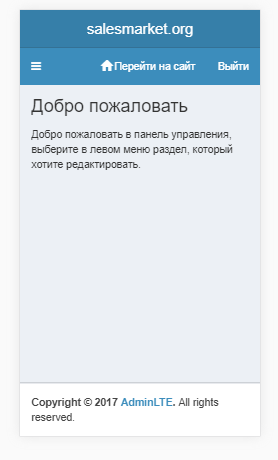 salesmarket.org
Перейти на сайт Выйти
Добро пожаловать
Добро пожаловать в панель управления,
выберите в левом меню раздел, который
хотите редактировать.
Copyright © 2017 AdminLTE. All rights
reserved.